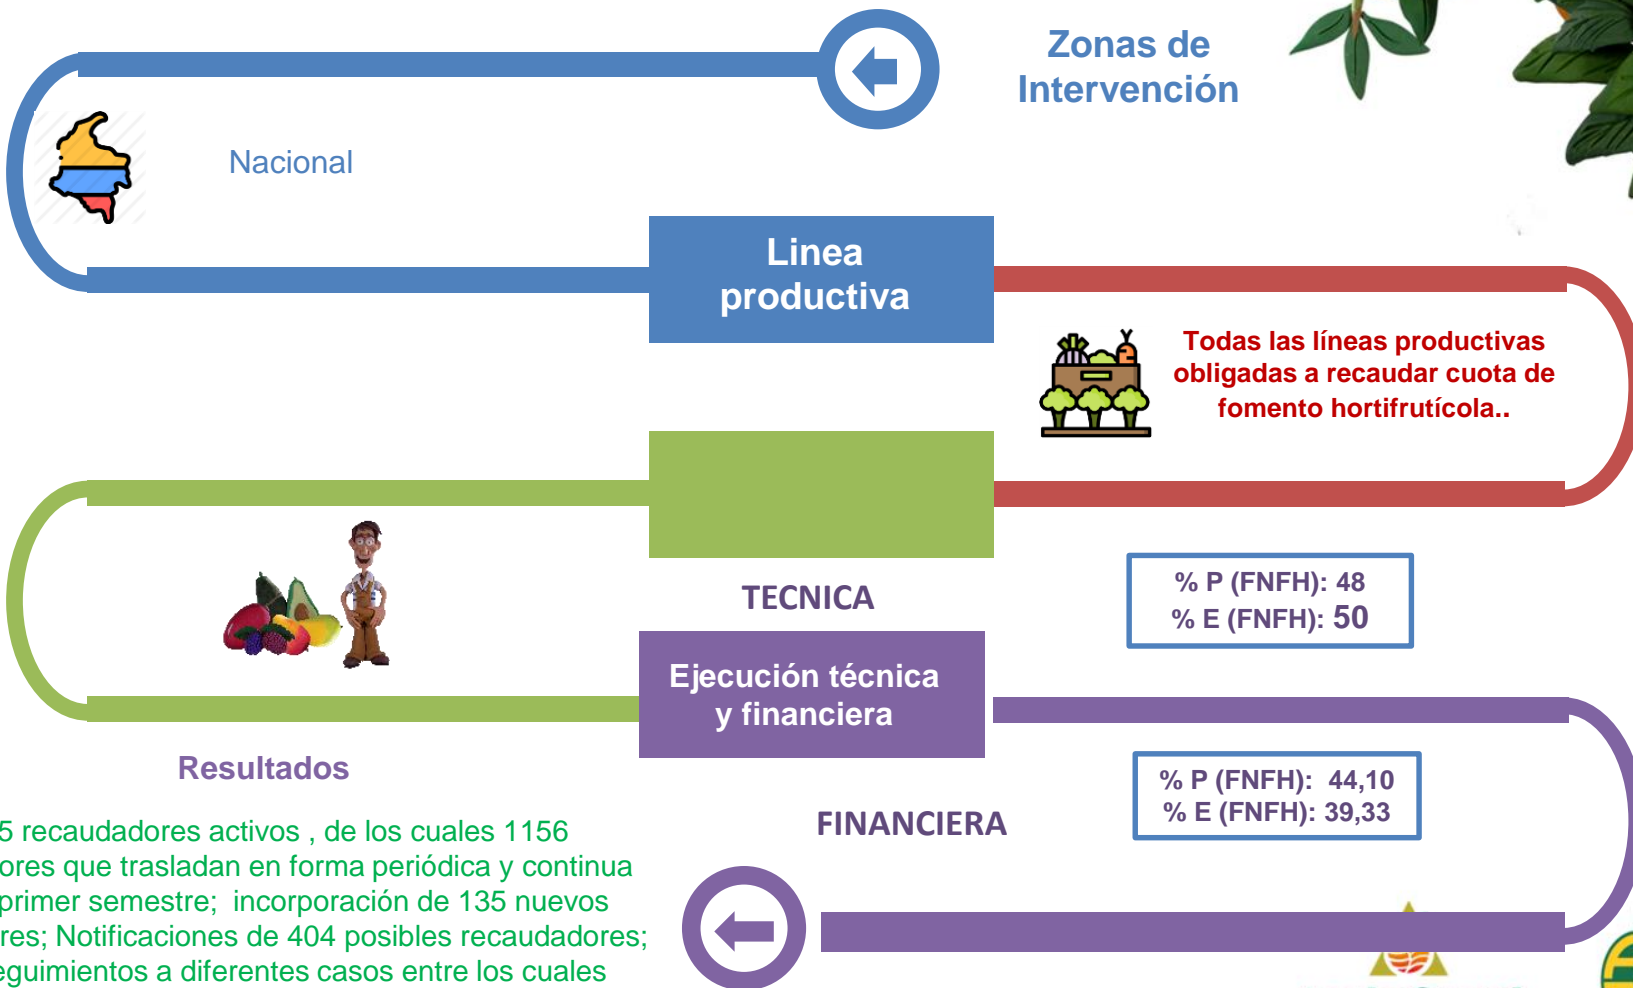 Zonas de
Intervención
Nacional
Linea
productiva
Todas las líneas productivas
obligadas a recaudar cuota de
fomento hortifrutícola..
TECNICA
% P (FNFH): 48
% E (FNFH): 50
Ejecución técnica
y financiera
Resultados
% P (FNFH): 44,10
% E (FNFH): 39,33
FINANCIERA
5 recaudadores activos , de los cuales 1156
ores que trasladan en forma periódica y continua
primer semestre; incorporación de 135 nuevos
res; Notificaciones de 404 posibles recaudadores;
eguimientos a diferentes casos entre los cuales